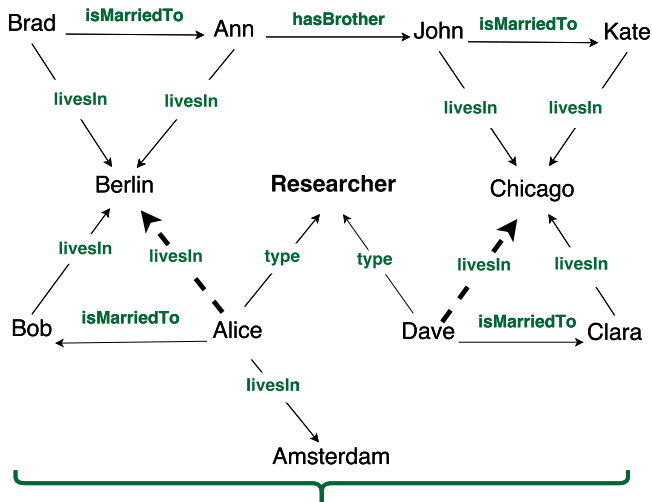 Brad isMarriedTo Ann hasBrother John isMarriedTo Kate
livesIn livesIn livesIn livesIn
Berlin Researcher Chicago
livesIn livesIn type type livesIn livesIn
Bob isMarriedTo Alice Dave isMarriedTo Clara
livesIn
Amsterdam